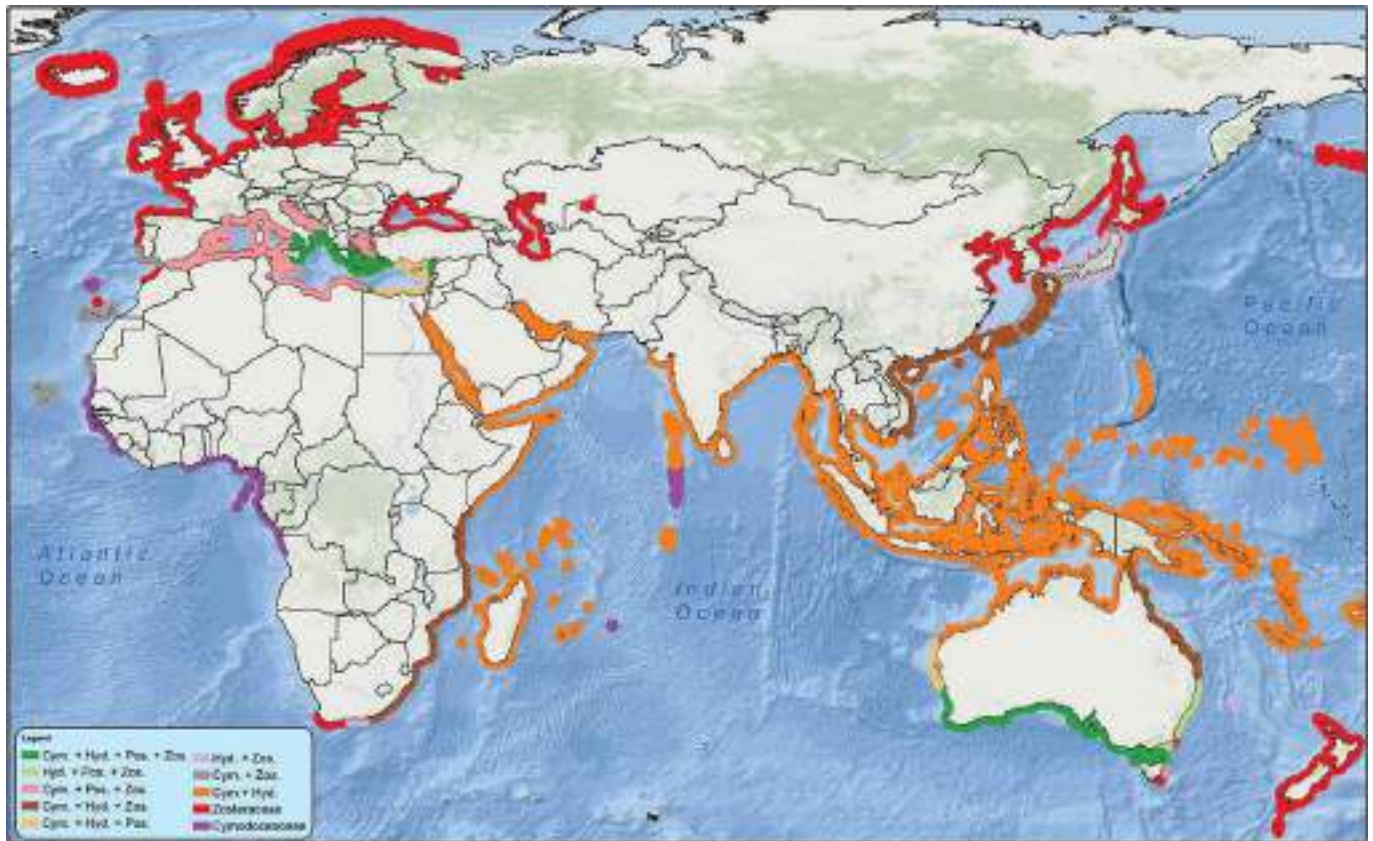 Atlantic
Ocean
Indian
Ocean
Pacific
Ocean
Legend
Cym. + Hyd. + Pos. + Zos.
Hyd. + Pos. + Zos.
Cym. + Pos. + Zos.
Cym. + Hyd. + Zos.
Cym. + Hyd. + Pos.
Hyd. + Zos.
Cym. + Zos.
Cym + Hyd.
Zosteraceae
Cymodoceaceae